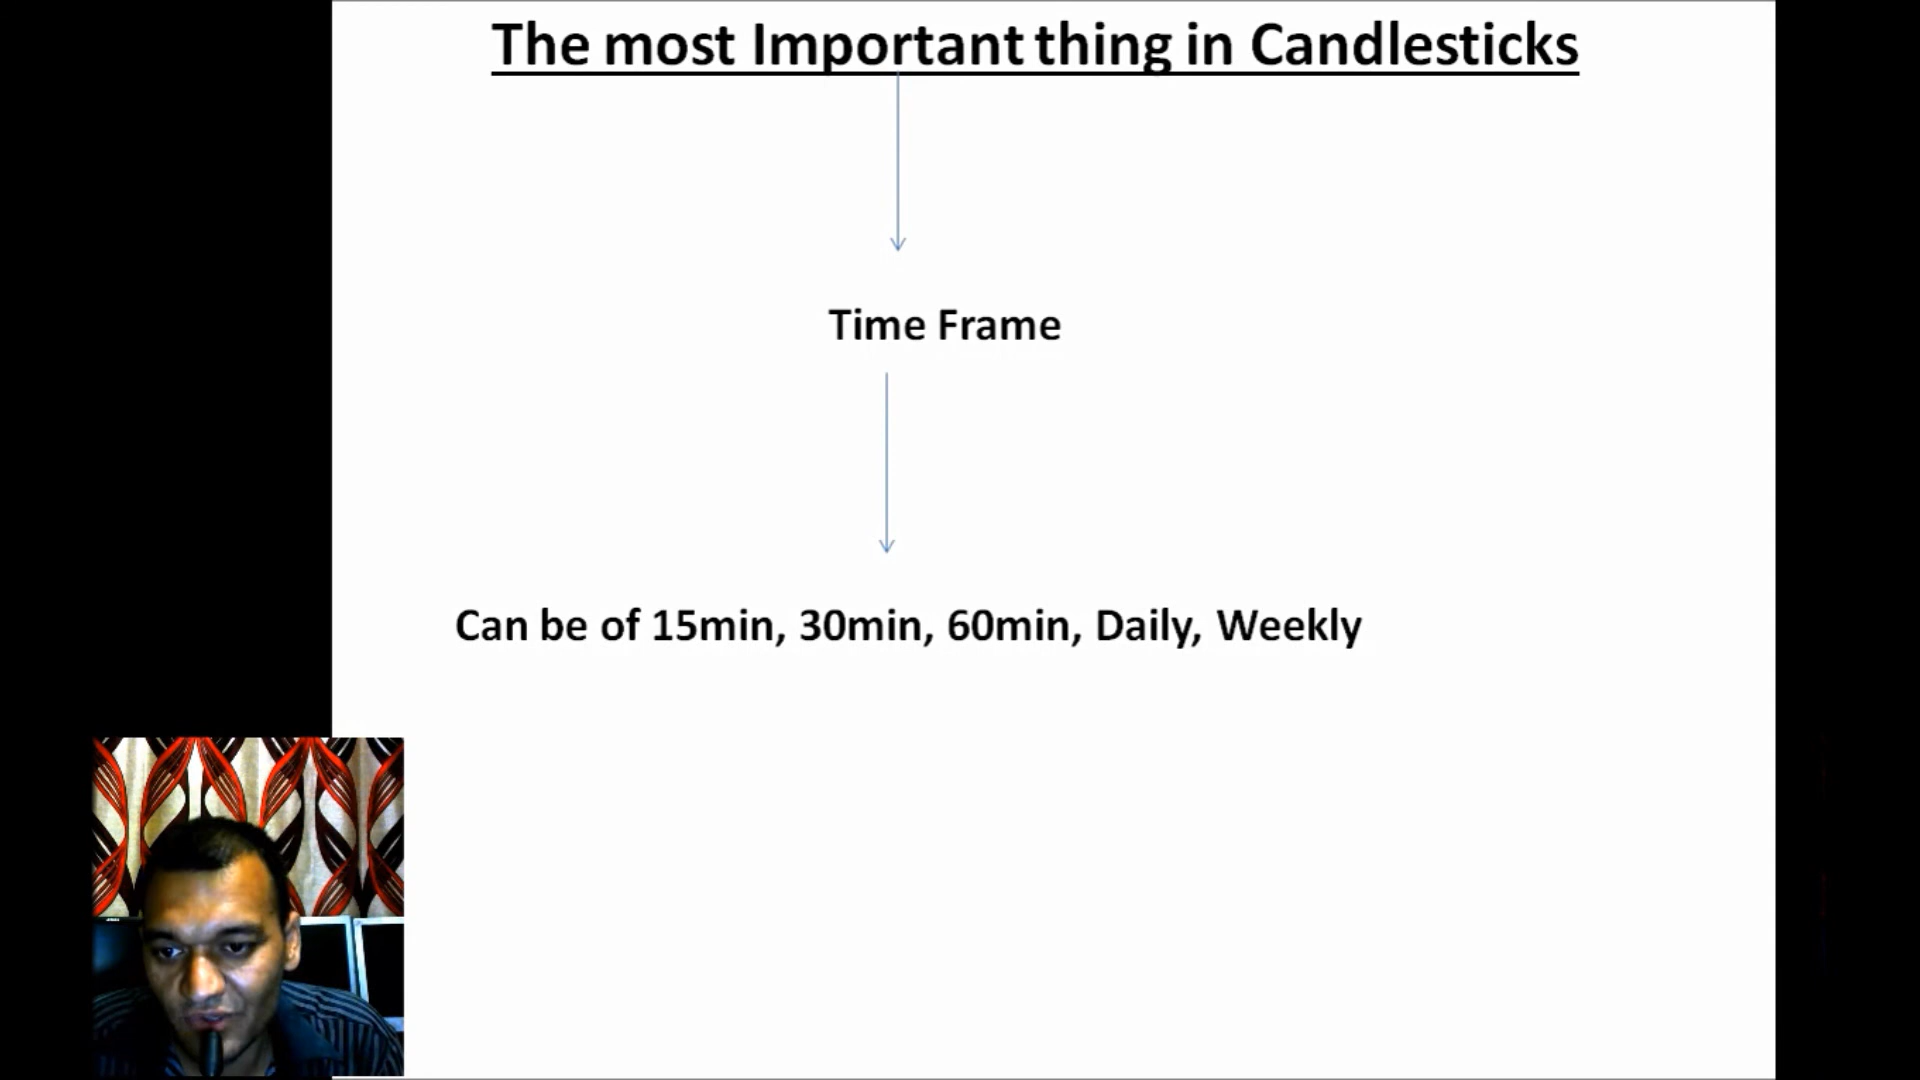 The most Important thing in Candlesticks
Time Frame
Can be of 15min, 30min, 60min, Daily, Weekly